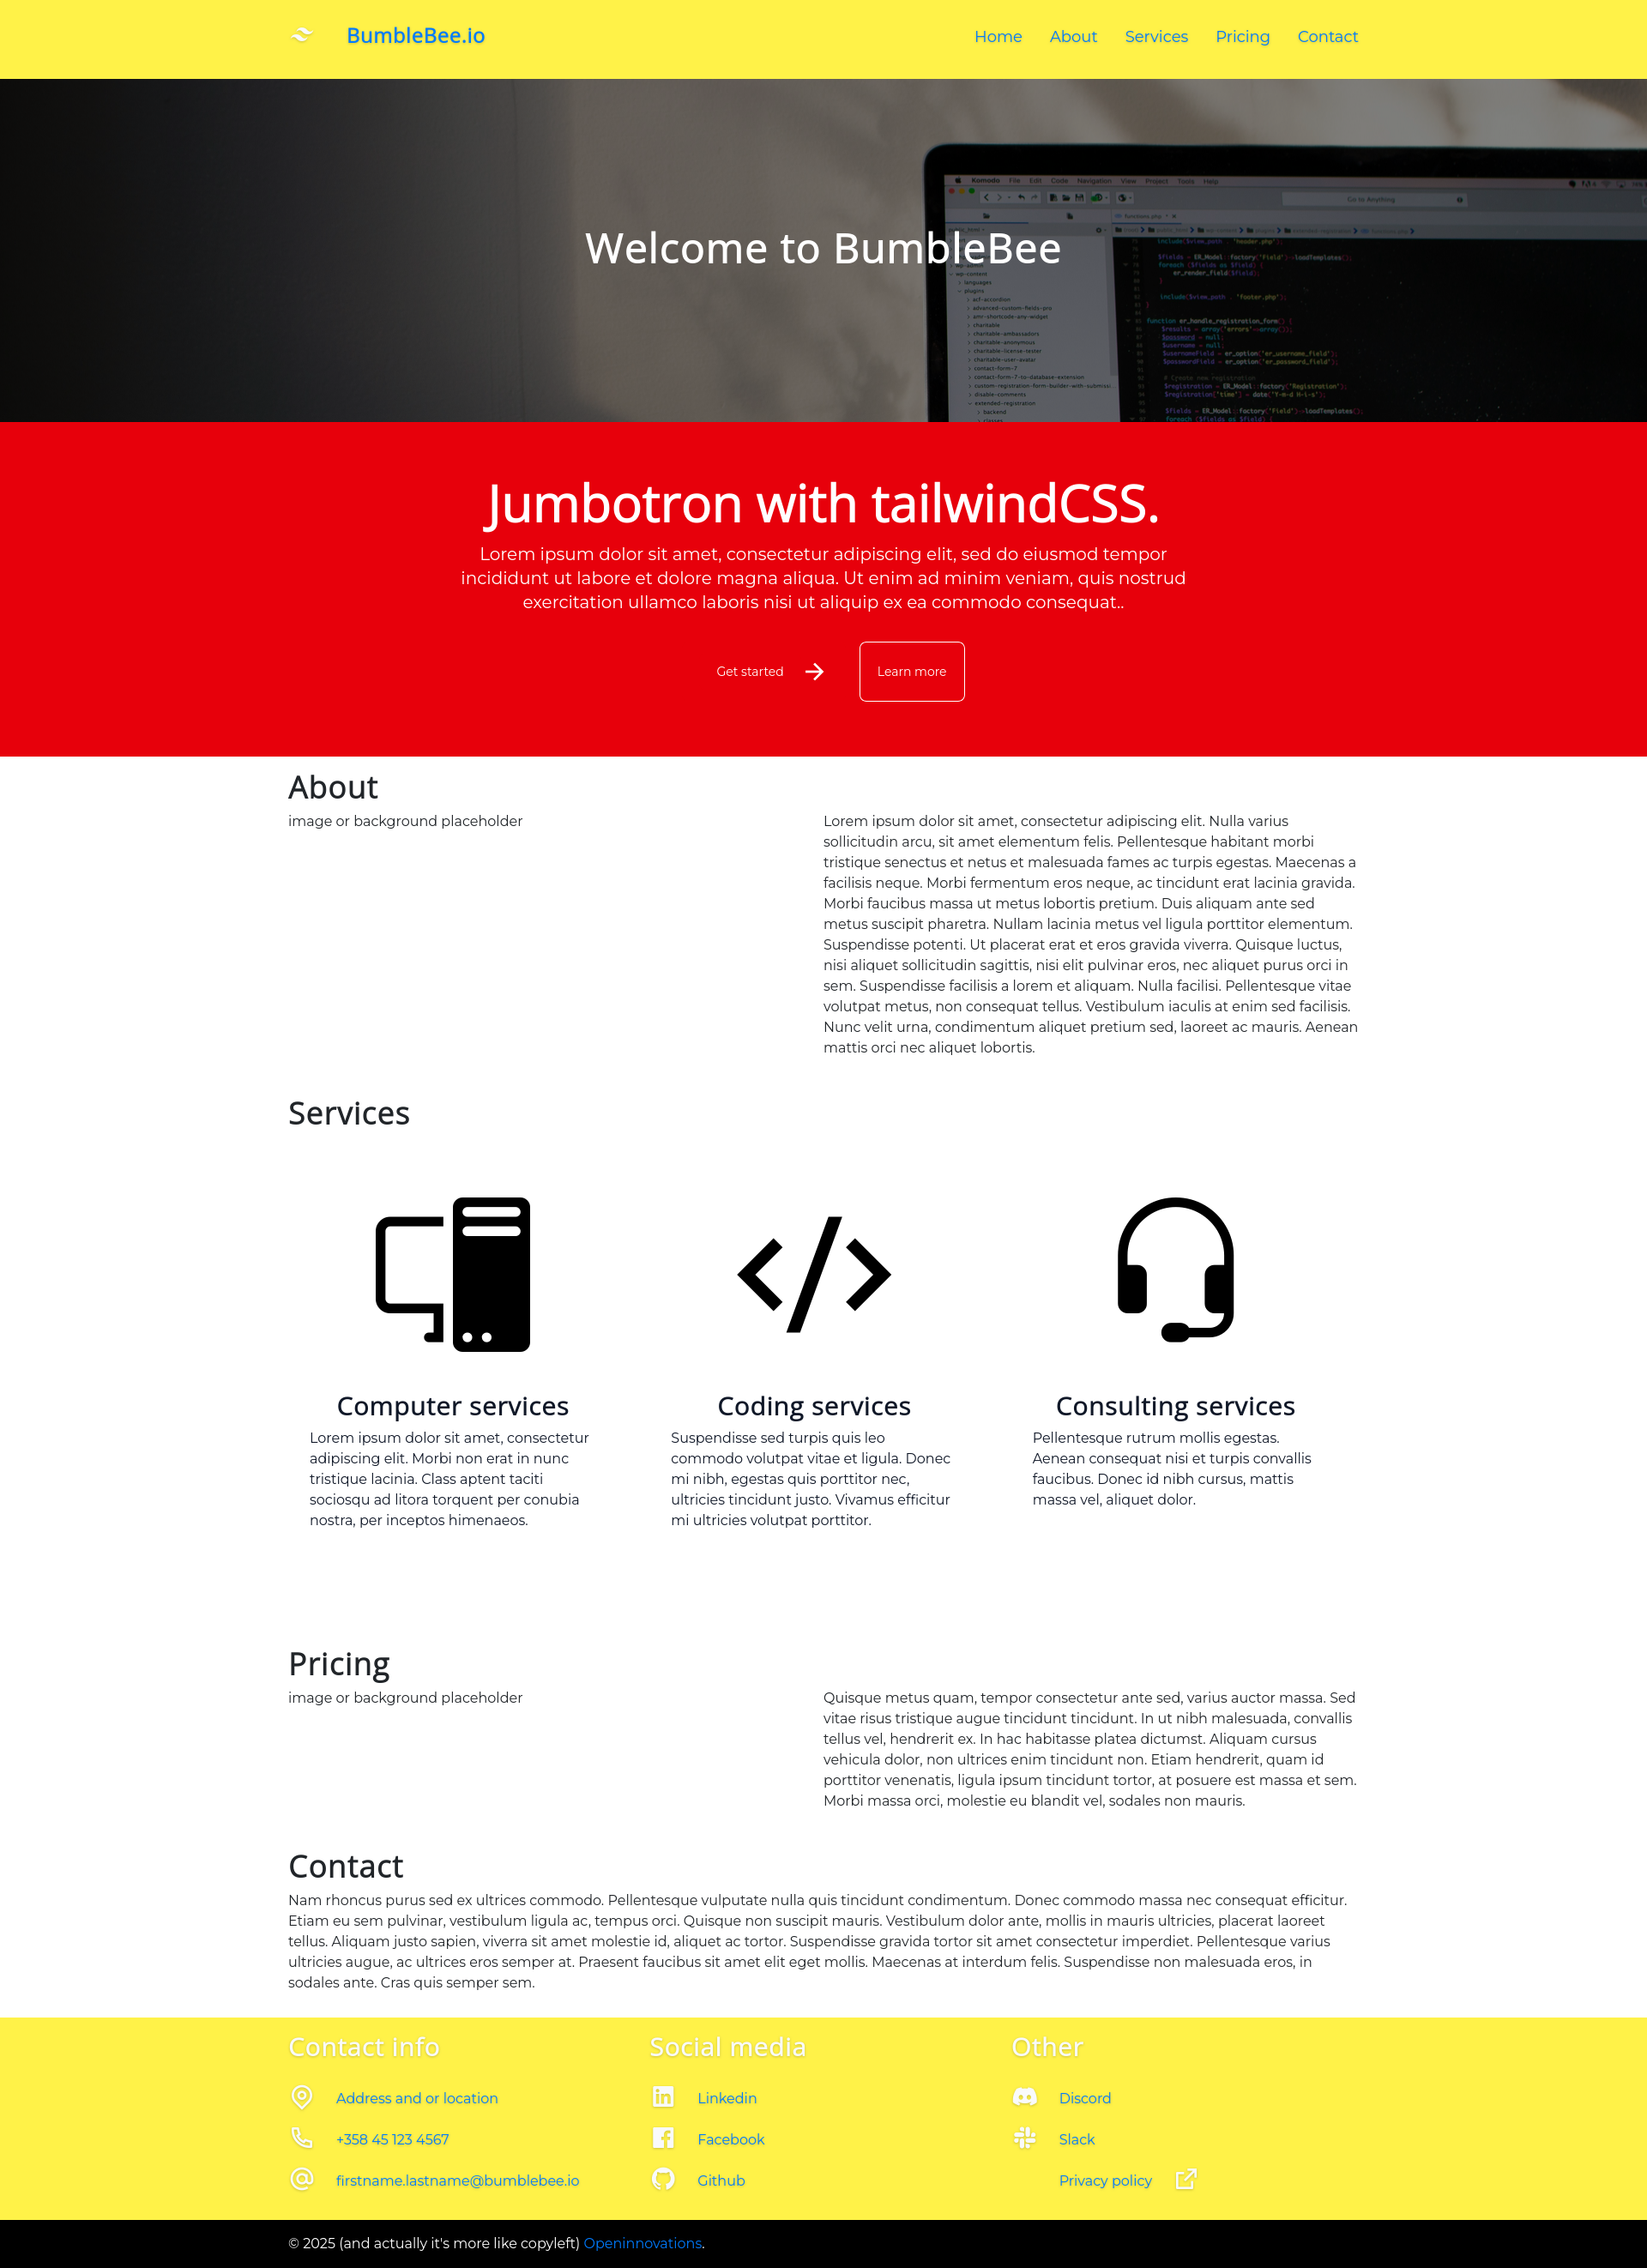 BumbleBee.io
Home About Services Pricing Contact
Welcome to BumbleBee
Komodo File Edit Code Navigation View Project Tools Help
Go to Anything
Jumbotron with tailwindCSS.
Lorem ipsum dolor sit amet, consectetur adipiscing elit, sed do eiusmod tempor
incididunt ut labore et dolore magna aliqua. Ut enim ad minim veniam, quis nostrud
exercitation ullamco laboris nisi ut aliquip ex ea commodo consequat..
Get started
Learn more
About
image or background placeholder
Lorem ipsum dolor sit amet, consectetur adipiscing elit. Nulla varius
sollicitudin arcu, sit amet elementum felis. Pellentesque habitant morbi
tristique senectus et netus et malesuada fames ac turpis egestas. Maecenas a
facilisis neque. Morbi fermentum eros neque, ac tincidunt erat lacinia gravida.
Morbi faucibus massa ut metus lobortis pretium. Duis aliquam ante sed
metus suscipit pharetra. Nullam lacinia metus vel ligula porttitor elementum.
Suspendisse potenti. Ut placerat erat et eros gravida viverra. Quisque luctus,
nisi aliquet sollicitudin sagittis, nisi elit pulvinar eros, nec aliquet purus orci in
sem. Suspendisse facilisis a lorem et aliquam. Nulla facilisi. Pellentesque vitae
volutpat metus, non consequat tellus. Vestibulum iaculis at enim sed facilisis.
Nunc velit urna, condimentum aliquet pretium sed, laoreet ac mauris. Aenean
mattis orci nec aliquet lobortis.
Services
Computer services
Lorem ipsum dolor sit amet, consectetur
adipiscing elit. Morbi non erat in nunc
tristique lacinia. Class aptent taciti
sociosqu ad litora torquent per conubia
nostra, per inceptos himenaeos.
Coding services
Suspendisse sed turpis quis leo
commodo volutpat vitae et ligula. Donec
mi nibh, egestas quis porttitor nec,
ultricies tincidunt justo. Vivamus efficitur
mi ultricies volutpat porttitor.
Consulting services
Pellentesque rutrum mollis egestas.
Aenean consequat nisi et turpis convallis
faucibus. Donec id nibh cursus, mattis
massa vel, aliquet dolor.
Pricing
image or background placeholder
Quisque metus quam, tempor consectetur ante sed, varius auctor massa. Sed
vitae risus tristique augue tincidunt tincidunt. In ut nibh malesuada, convallis
tellus vel, hendrerit ex. In hac habitasse platea dictumst. Aliquam cursus
vehicula dolor, non ultrices enim tincidunt non. Etiam hendrerit, quam id
porttitor venenatis, ligula ipsum tincidunt tortor, at posuere est massa et sem.
Morbi massa orci, molestie eu blandit vel, sodales non mauris.
Contact
Nam rhoncus purus sed ex ultrices commodo. Pellentesque vulputate nulla quis tincidunt condimentum. Donec commodo massa nec consequat efficitur.
Etiam eu sem pulvinar, vestibulum ligula ac, tempus orci. Quisque non suscipit mauris. Vestibulum dolor ante, mollis in mauris ultricies, placerat laoreet
tellus. Aliquam justo sapien, viverra sit amet molestie id, aliquet ac tortor. Suspendisse gravida tortor sit amet consectetur imperdiet. Pellentesque varius
ultricies augue, ac ultrices eros semper at. Praesent faucibus sit amet elit eget mollis. Maecenas at interdum felis. Suspendisse non malesuada eros, in
sodales ante. Cras quis semper sem.
Contact info
Address and or location
+358 45 123 4567
firstname.lastname@bumblebee.io
Social media
Linkedin
Facebook
Github
Other
Discord
Slack
Privacy policy
© 2025 (and actually it's more like copyleft) Openinnovations.